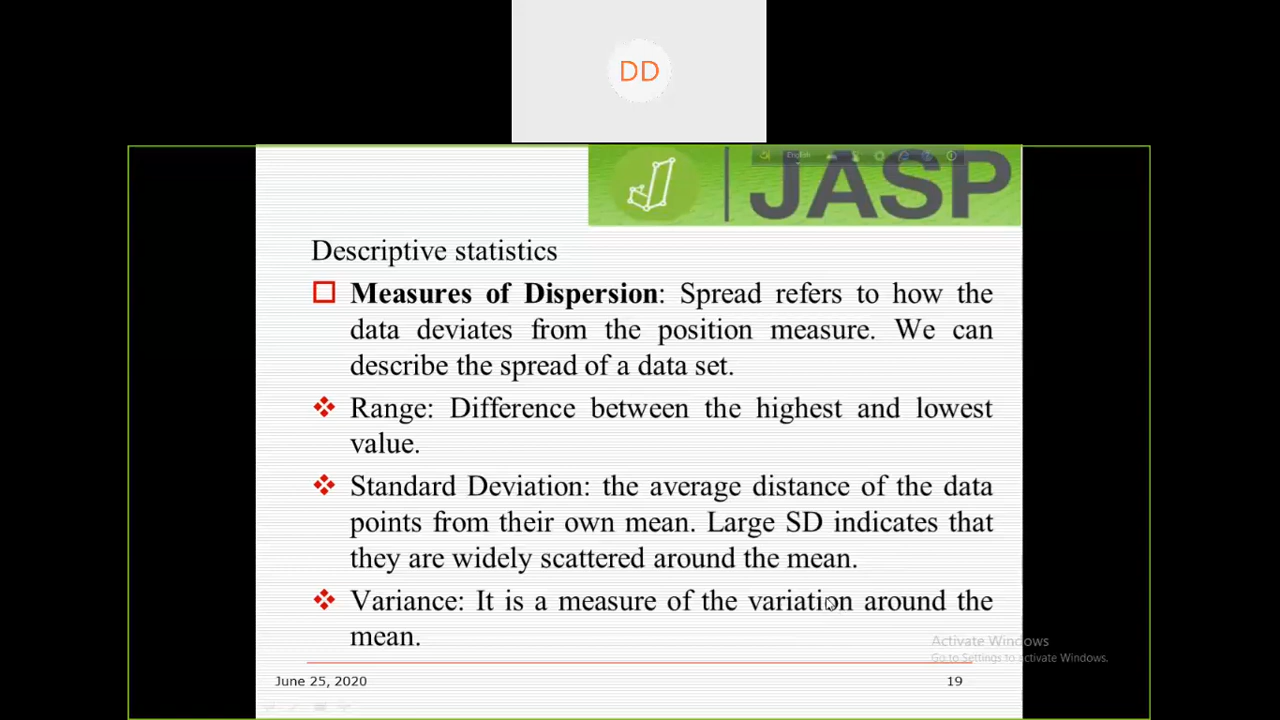 DD
English
JASP
Descriptive statistics
Measures of Dispersion: Spread refers to how the
data deviates from the position measure. We can
describe the spread of a data set.
Range: Difference between the highest and lowest
value.
Standard Deviation: the average distance of the data
points from their own mean. Large SD indicates that
they are widely scattered around the mean.
Variance: It is a measure of the variation around the
mean.
Activate Windows
Go to Settings to activate Windows.
June 25, 2020
19